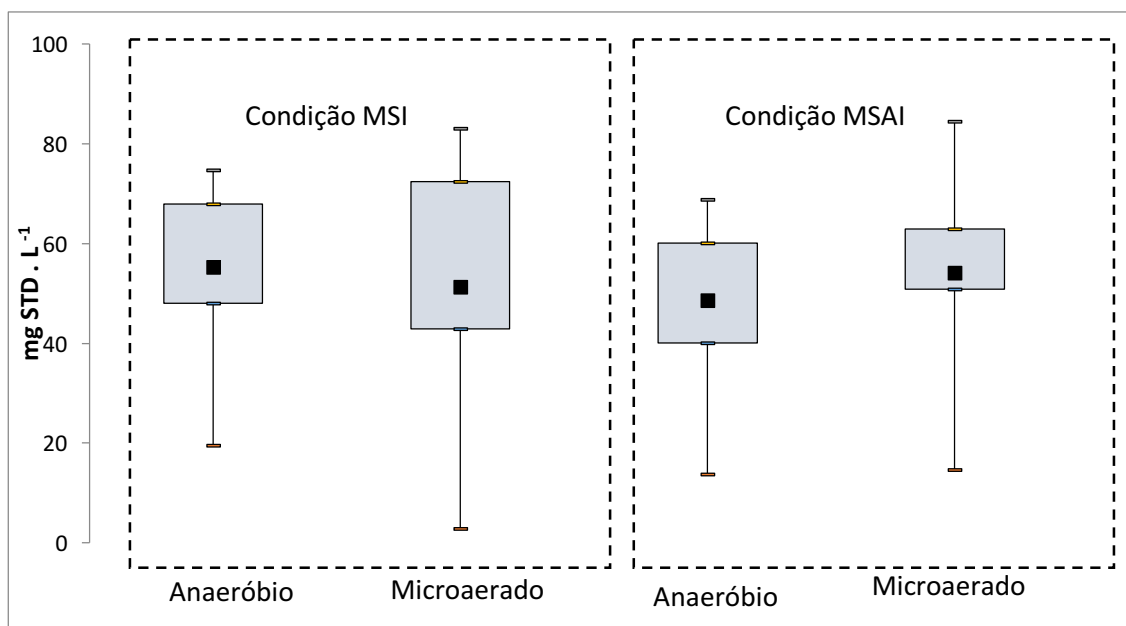 100
80
60
40
20
0
mg STD . L -1
Condição MSI
Condição MSAI
Anaeróbio
Microaerado
Anaeróbio
Microaerado